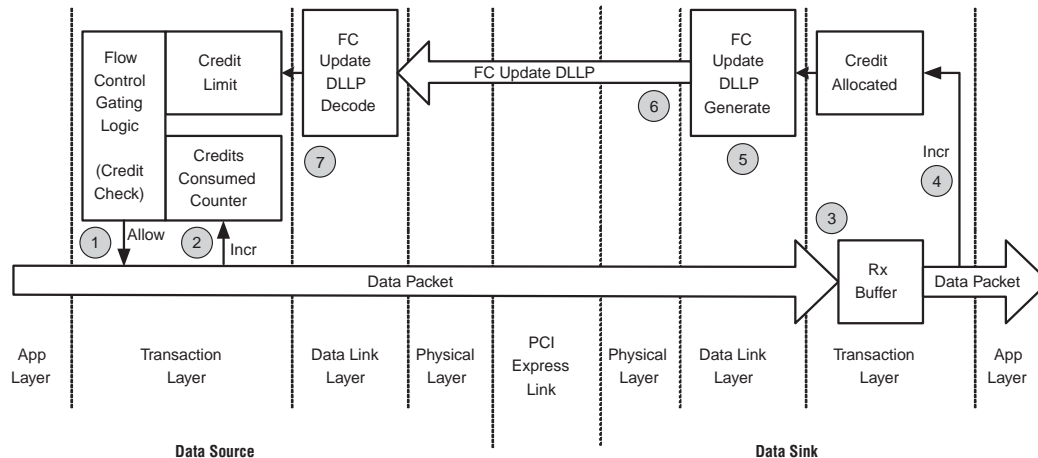 Flow
Control
Gating
Logic
(Credit
Check)
Credit
Limit
Credits
Consumed
Counter
FC
Update
DLLP
Decode
FC Update DLLP
FC
Update
DLLP
Generate
Credit
Allocated
1
Allow
2
Incr
7
6
5
3
Incr
4
Data Packet
Rx
Buffer
Data Packet
App
Layer
Transaction
Layer
Data Link
Layer
Physical
Layer
PCI
Express
Link
Physical
Layer
Data Link
Layer
Transaction
Layer
App
Layer
Data Source
Data Sink